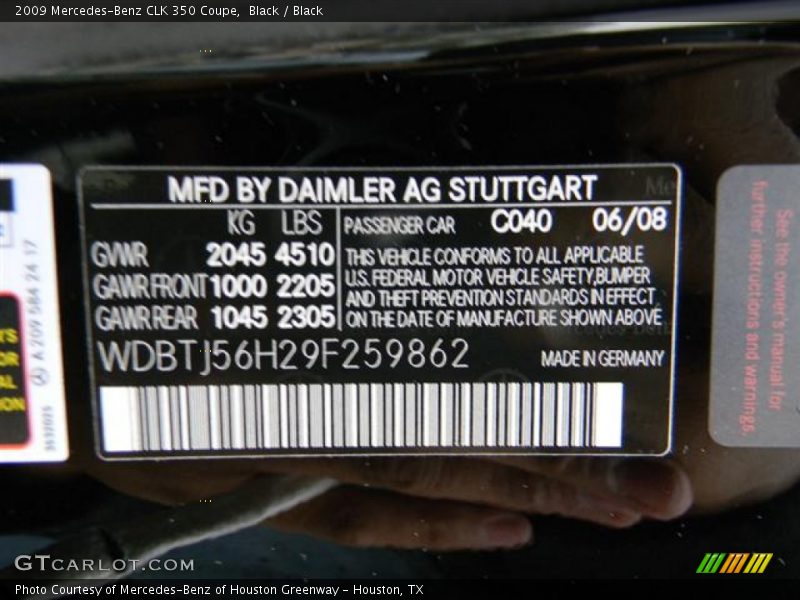 2009 Mercedes-Benz CLK 350 Coupe, Black / Black
MFD BY DAIMLER AG STUTTGART
KG LBS
GVWR 2045 4510
GAWR FRONT 1000 2205
GAWR REAR 1045 2305
PASSENGER CAR C040 06/08
THIS VEHICLE CONFORMS TO ALL APPLICABLE
U.S. FEDERAL MOTOR VEHICLE SAFETY, BUMPER
AND THEFT PREVENTION STANDARDS IN EFFECT
ON THE DATE OF MANUFACTURE SHOWN ABOVE
WDBTJ56H29F259862
MADE IN GERMANY
A 209 584 24 17
See the owner's manual for
further instructions and warnings.
GTCARLOT.COM
Photo Courtesy of Mercedes-Benz of Houston Greenway - Houston, TX